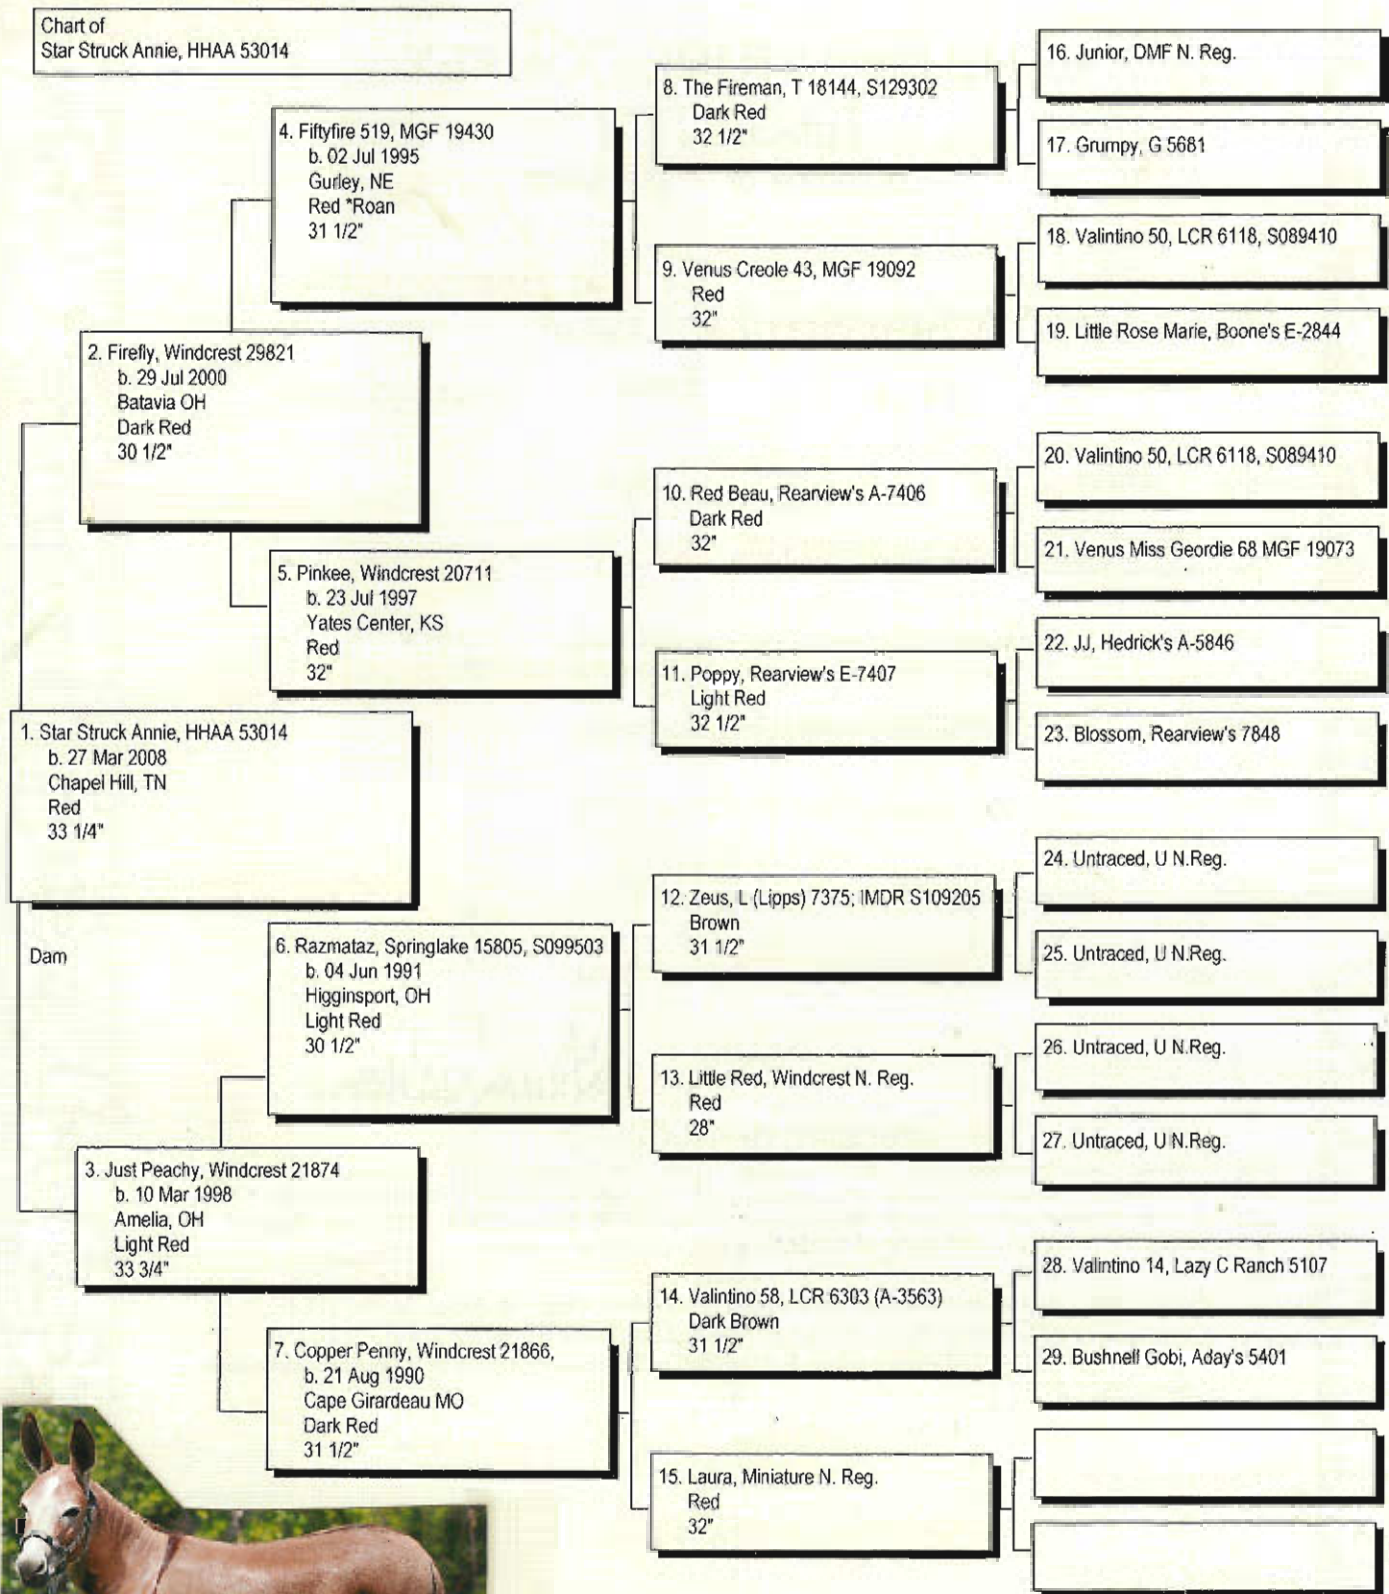 Chart of
Star Struck Annie, HHAA 53014
1. Star Struck Annie, HHAA 53014
b. 27 Mar 2008
Chapel Hill, TN
Red
33 1/4"
Dam
2. Firefly, Windcrest 29821
b. 29 Jul 2000
Batavia OH
Dark Red
30 1/2"
3. Just Peachy, Windcrest 21874
b. 10 Mar 1998
Amelia, OH
Light Red
33 3/4"
4. Fiftyfire 519, MGF 19430
b. 02 Jul 1995
Gurley, NE
Red *Roan
31 1/2"
5. Pinkee, Windcrest 20711
b. 23 Jul 1997
Yates Center, KS
Red
32"
6. Razmataz, Springlake 15805, S099503
b. 04 Jun 1991
Higginsport, OH
Light Red
30 1/2"
7. Copper Penny, Windcrest 21866,
b. 21 Aug 1990
Cape Girardeau MO
Dark Red
31 1/2"
8. The Fireman, T 18144, S129302
Dark Red
32 1/2"
9. Venus Creole 43, MGF 19092
Red
32"
10. Red Beau, Rearview's A-7406
Dark Red
32"
11. Poppy, Rearview's E-7407
Light Red
32 1/2"
12. Zeus, L (Lipps) 7375; IMDR S109205
Brown
31 1/2"
13. Little Red, Windcrest N. Reg.
Red
28"
14. Valintino 58, LCR 6303 (A-3563)
Dark Brown
31 1/2"
15. Laura, Miniature N. Reg.
Red
32"
16. Junior, DMF N. Reg.
17. Grumpy, G 5681
18. Valintino 50, LCR 6118, S089410
19. Little Rose Marie, Boone's E-2844
20. Valintino 50, LCR 6118, S089410
21. Venus Miss Geordie 68 MGF 19073
22. JJ, Hedrick's A-5846
23. Blossom, Rearview's 7848
24. Untraced, U N.Reg.
25. Untraced, U N.Reg.
26. Untraced, U N.Reg.
27. Untraced, U N.Reg.
28. Valintino 14, Lazy C Ranch 5107
29. Bushnell Gobi, Aday's 5401